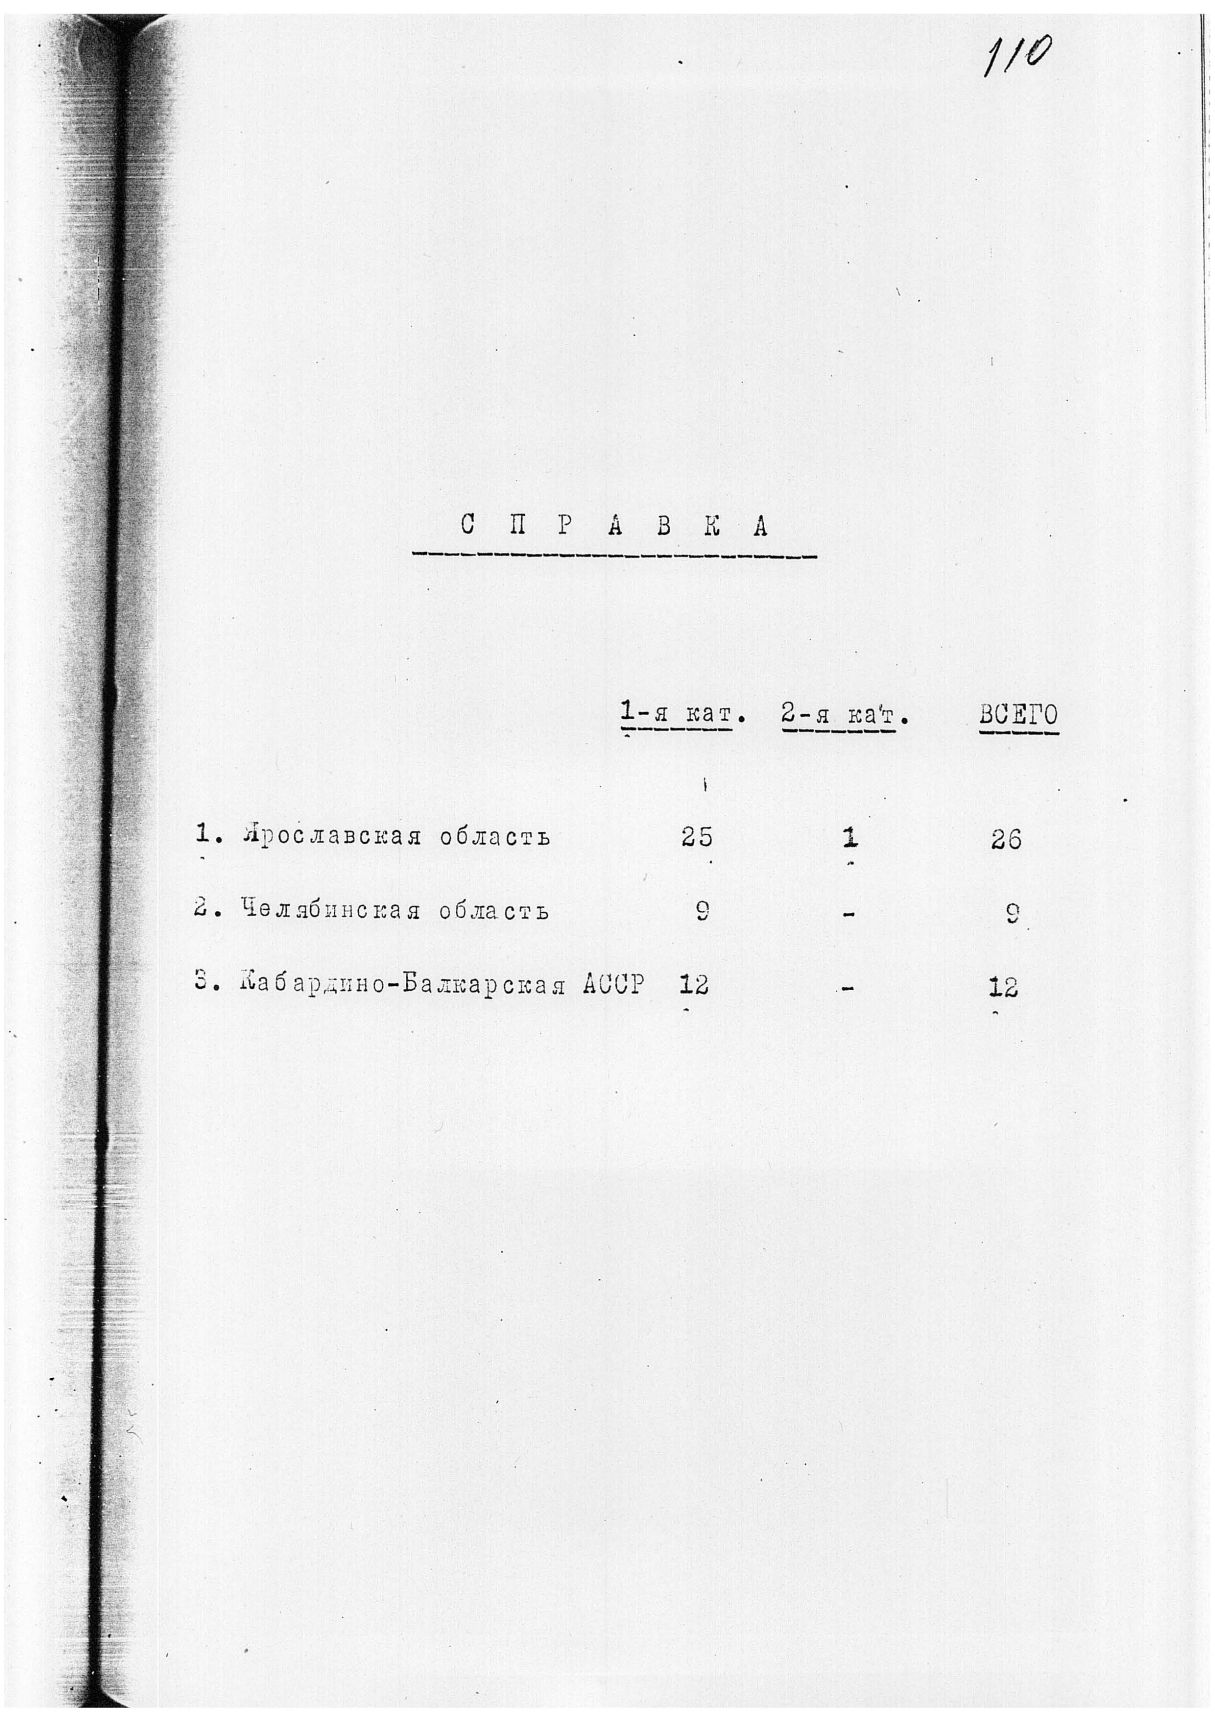 110
С П Р А В К А
1-я кат. 2-я кат. ВСЕГО
1. Ярославская область 25 1 26
2. Челябинская область 9 - 9
3. Кабардино-Балкарская АССР 12 - 12